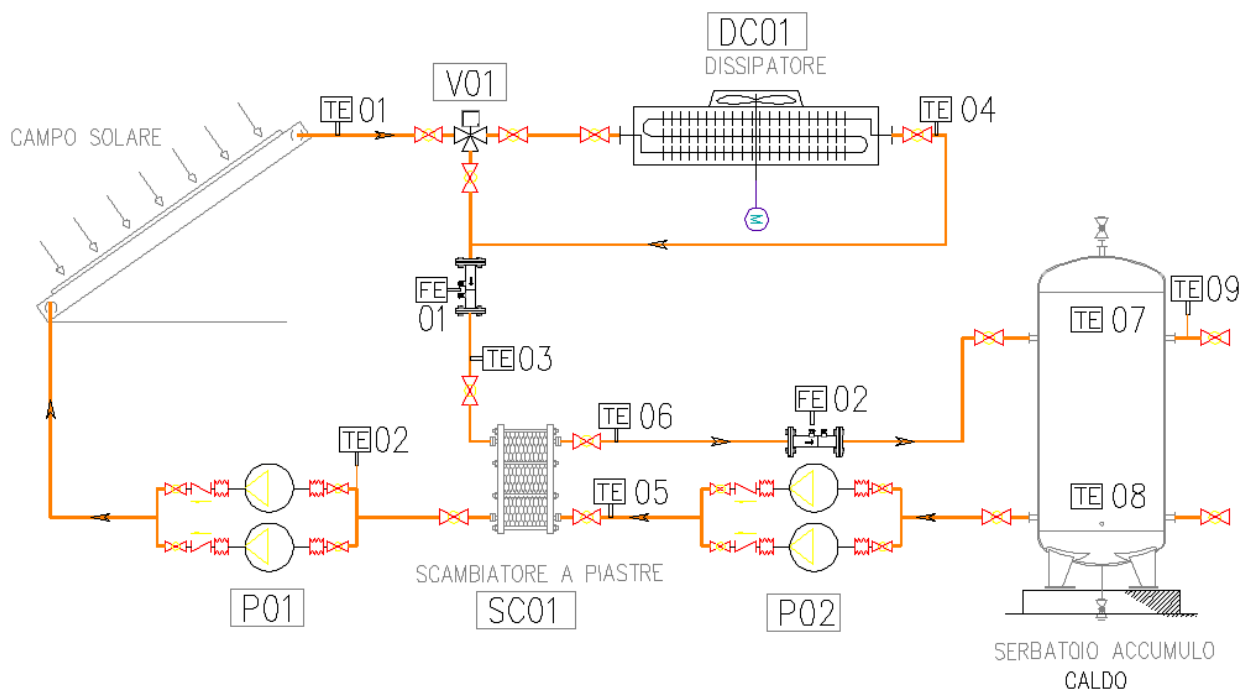 DC01
DISSIPATORE
V01
TE 01
TE 04
CAMPO SOLARE
TE 09
FE 01
TE 07
TE 03
TE 06
FE 02
TE 02
TE 05
TE 08
M
SCAMBIATORE A PIASTRE
P01
SC01
P02
SERBATOIO ACCUMULO
CALDO